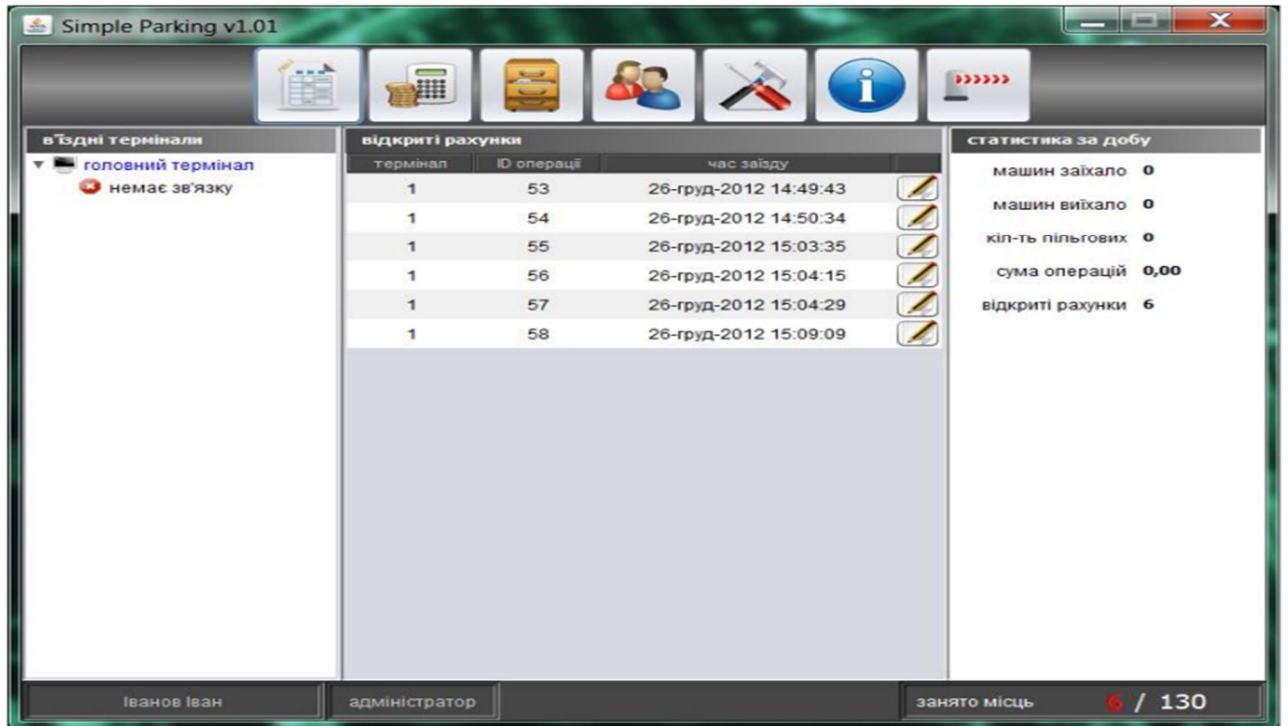 Simple Parking v1.01
в'їздні термінали
головний термінал
немає зв'язку
відкриті рахунки
термінал ID операції час заїзду
1 53 26-груд-2012 14:49:43
1 54 26-груд-2012 14:50:34
1 55 26-груд-2012 15:03:35
1 56 26-груд-2012 15:04:15
1 57 26-груд-2012 15:04:29
1 58 26-груд-2012 15:09:09
статистика за добу
машин заїхало 0
машин виїхало 0
кіл-ть пільгових 0
сума операцій 0,00
відкриті рахунки 6
Іванов Іван
адміністратор
занято місць 6 / 130